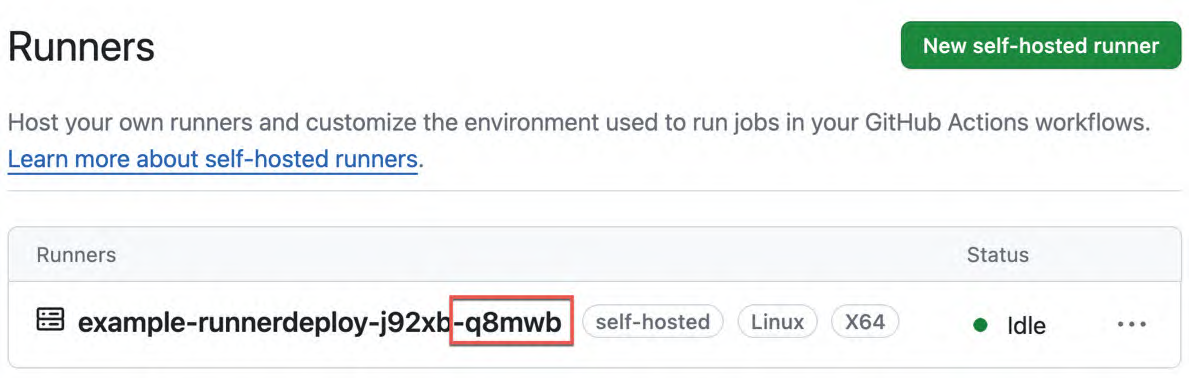 Runners
New self-hosted runner
Host your own runners and customize the environment used to run jobs in your GitHub Actions workflows.
Learn more about self-hosted runners.
Runners Status
example-runnerdeploy-j92xb-q8mwb self-hosted Linux X64 Idle